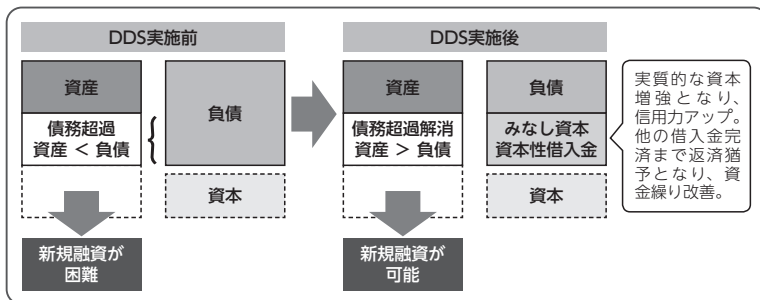 DDS実施前
資産
債務超過
資産 < 負債
負債
資本
新規融資が
困難
DDS実施後
資産
債務超過解消
資産 > 負債
負債
みなし資本
資本性借入金
資本
新規融資が
可能
実質的な資本
増強となり、
信用力アップ。
他の借入金完
済まで返済猶
予となり、資
金繰り改善。